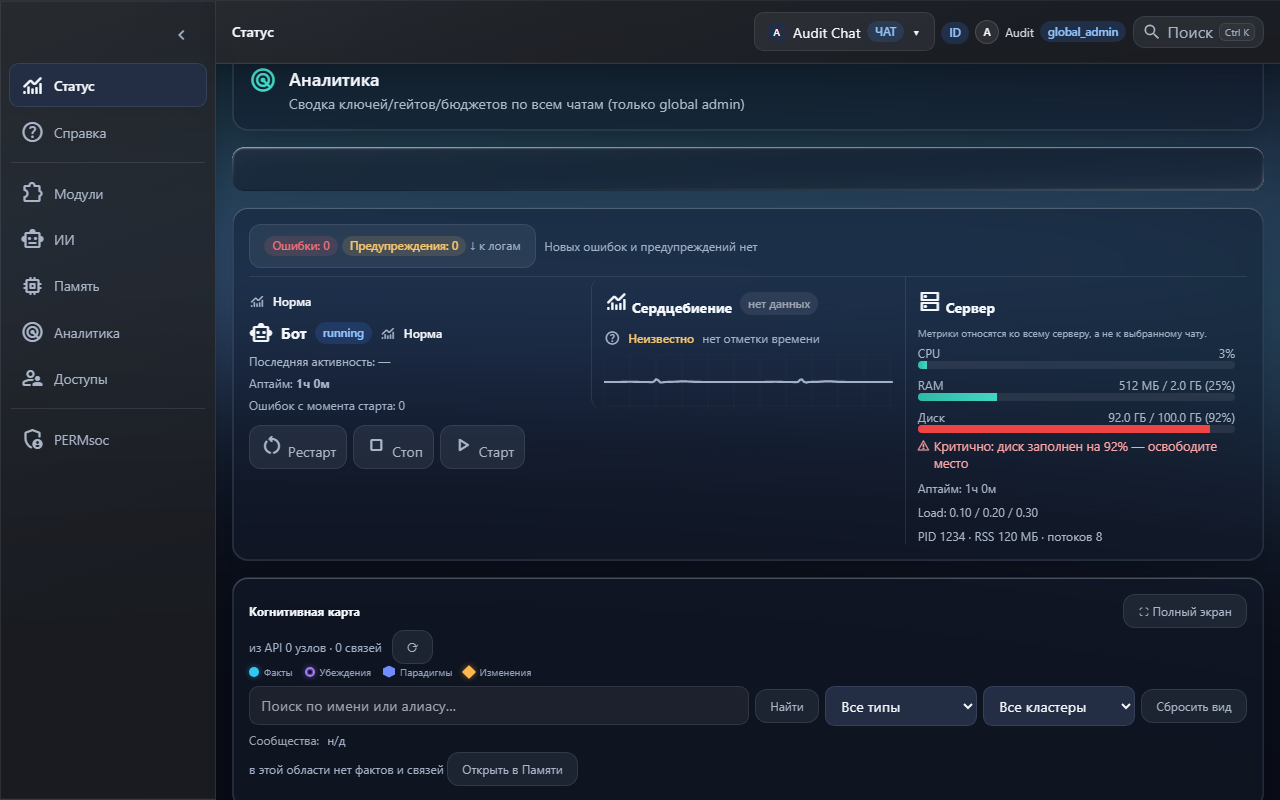 Статус
Audit Chat ЧАТ ▾ ID A Audit global_admin Поиск Ctrl K
Статус
Справка
Модули
ИИ
Память
Аналитика
Доступы
PERMsoc
Аналитика
Сводка ключей/гейтов/бюджетов по всем чатам (только global admin)
Ошибки: 0 Предупреждения: 0 ↓ к логам Новых ошибок и предупреждений нет
Норма
Бот running Норма
Последняя активность: —
Аптайм: 1ч 0м
Ошибок с момента старта: 0
Рестарт Стоп Старт
Сердцебиение нет данных
Неизвестно нет отметки времени
Сервер
Метрики относятся ко всему серверу, а не к выбранному чату.
CPU 3%
RAM 512 МБ / 2.0 ГБ (25%)
Диск 92.0 ГБ / 100.0 ГБ (92%)
⚠ Критично: диск заполнен на 92% — освободите
место
Аптайм: 1ч 0м
Load: 0.10 / 0.20 / 0.30
PID 1234 · RSS 120 МБ · потоков 8
Когнитивная карта
⛶ Полный экран
из API 0 узлов · 0 связей ⟳
Факты Убеждения Парадигмы Изменения
Поиск по имени или алиасу... Найти Все типы Все кластеры Сбросить вид
Сообщества: н/д
в этой области нет фактов и связей Открыть в Памяти